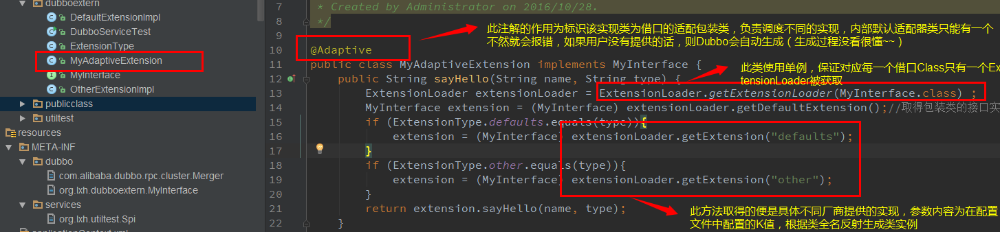 dubboextern
DefaultExtensionImpl
DubboServiceTest
ExtensionType
MyAdaptiveExtension
MyInterface
OtherExtensionImpl
publicclass
utiltest
resources
META-INF
dubbo
com.alibaba.dubbo.rpc.cluster.Merger
org.lxh.dubboextern.MyInterface
services
org.lxh.utiltest.Spi
applicationContext.xml
7 * Created by Administrator on 2016/10/28.
8 */
9
10 @Adaptive
11 public class MyAdaptiveExtension implements MyInterface {
12 public String sayHello(String name, String type) {
13 ExtensionLoader extensionLoader = ExtensionLoader.getExtensionLoader(MyInterface.class) ;
14 MyInterface extension = (MyInterface) extensionLoader.getDefaultExtension();//取得包装类的接口实
15 if (ExtensionType.defaults.equals(type)){
16 extension = (MyInterface) extensionLoader.getExtension("defaults");
17 }
18 if (ExtensionType.other.equals(type)){
19 extension = (MyInterface) extensionLoader.getExtension("other");
20 }
21 return extension.sayHello(name, type);
22 }
此注解的作用为标识该实现类为借口的适配包装类，负责调度不同的实现，内部默认适配器类只能有一个
不然就会报错，如果用户没有提供的话，则Dubbo会自动生成（生成过程没看很懂~~）
此类使用单例，保证对应每一个借口Class只有一个Ex
tensionLoader被获取
此方法取得的便是具体不同厂商提供的实现，参数内容为在配置
文件中配置的K值，根据类全名反射生成类实例